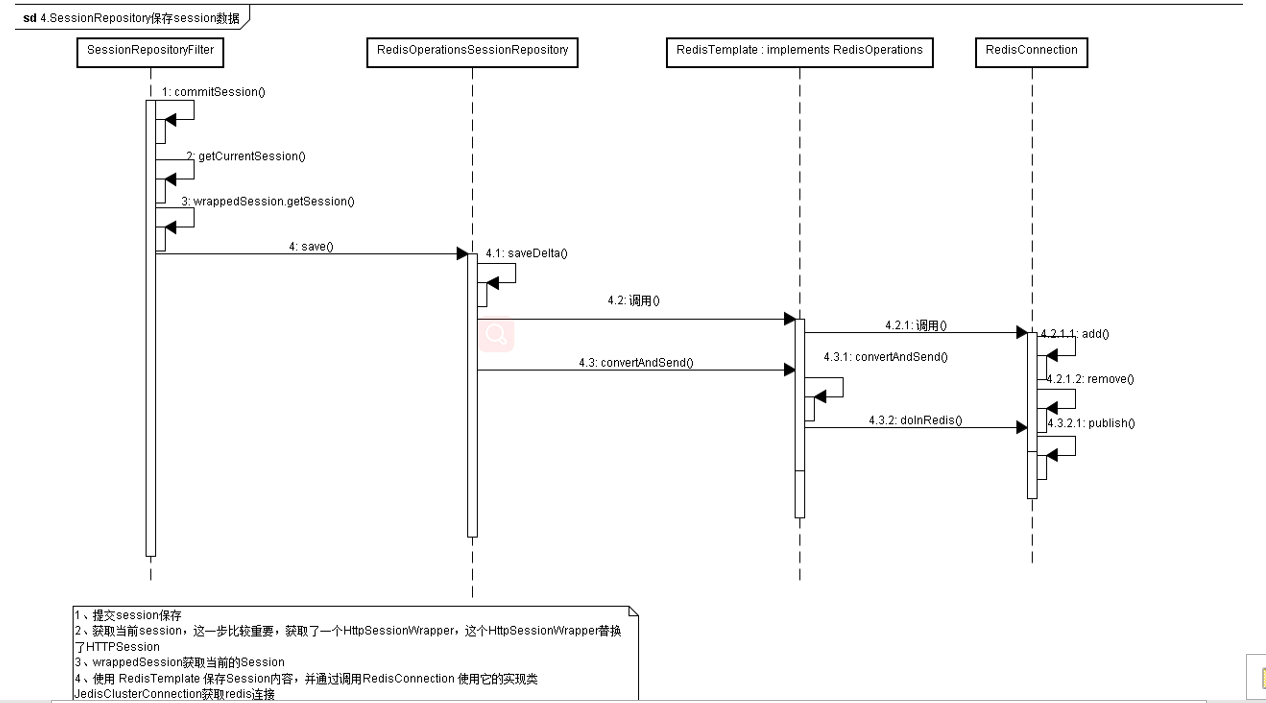 sd 4.SessionRepository保存session数据
SessionRepositoryFilter
RedisOperationsSessionRepository
RedisTemplate : implements RedisOperations
RedisConnection
1: commitSession()
2: getCurrentSession()
3: wrappedSession.getSession()
4: save()
4.1: saveDelta()
4.2: 调用()
4.2.1: 调用()
4.2.1.1: add()
4.3: convertAndSend()
4.3.1: convertAndSend()
4.2.1.2: remove()
4.3.2: doInRedis()
4.3.2.1: publish()
1、提交session保存
2、获取当前session，这一步比较重要，获取了一个HttpSessionWrapper，这个HttpSessionWrapper替换
了HTTPSession
3、wrappedSession获取当前的Session
4、使用 RedisTemplate 保存Session内容，并通过调用RedisConnection 使用它的实现类
JedisClusterConnection获取redis连接